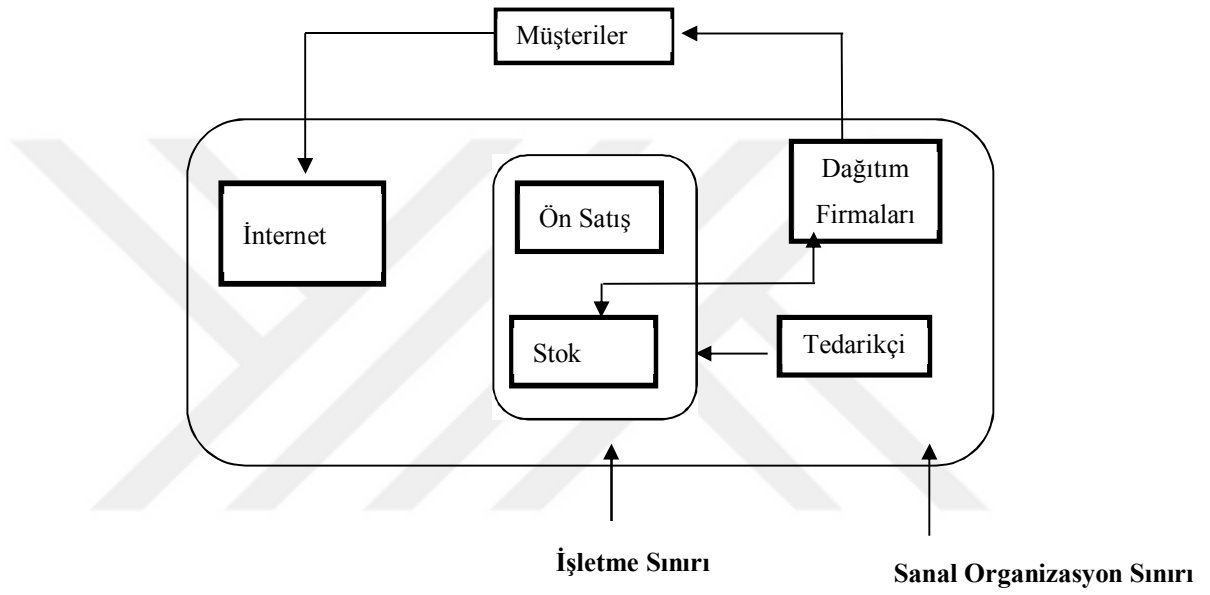 Müşteriler
Dağıtım
Firmaları
İnternet
Ön Satış
Stok
Tedarikçi
İşletme Sınırı
Sanal Organizasyon Sınırı